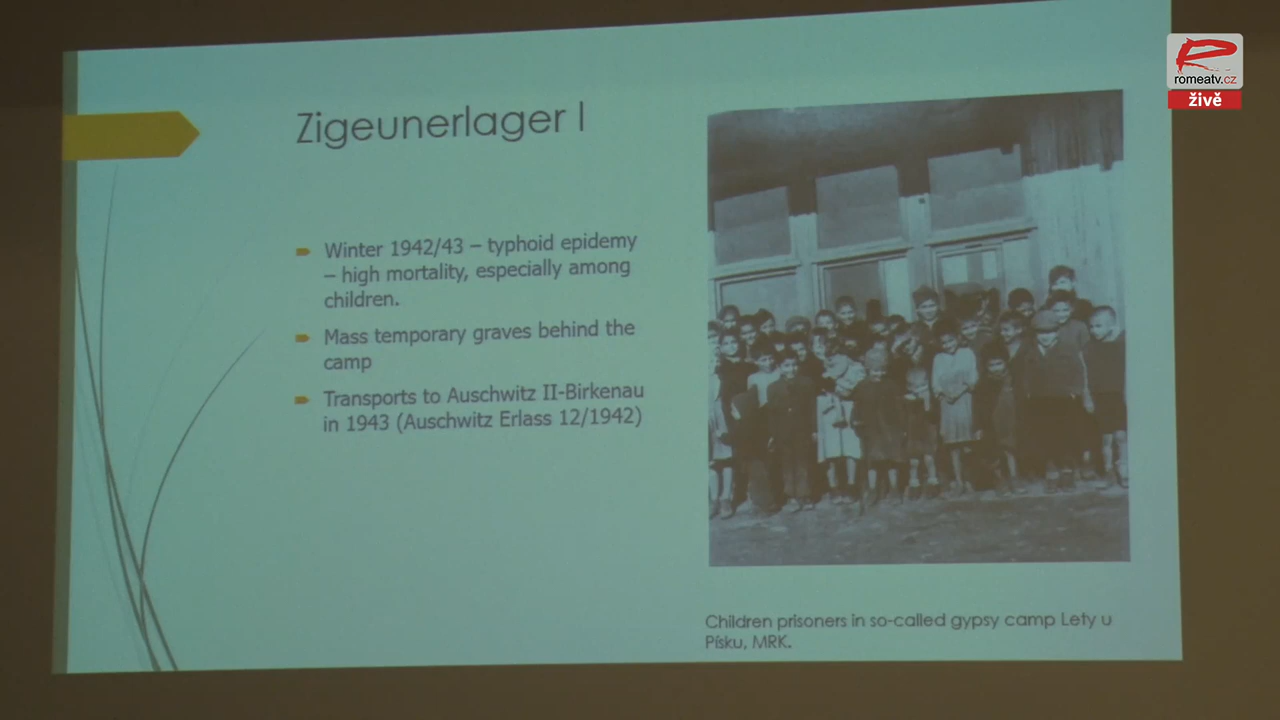 romeatv.cz
živě
Zigeunerlager I
Winter 1942/43 – typhoid epidemy
– high mortality, especially among
children.
Mass temporary graves behind the
camp
Transports to Auschwitz II-Birkenau
in 1943 (Auschwitz Erlass 12/1942)
Children prisoners in so-called gypsy camp Lety u
Písku, MRK.